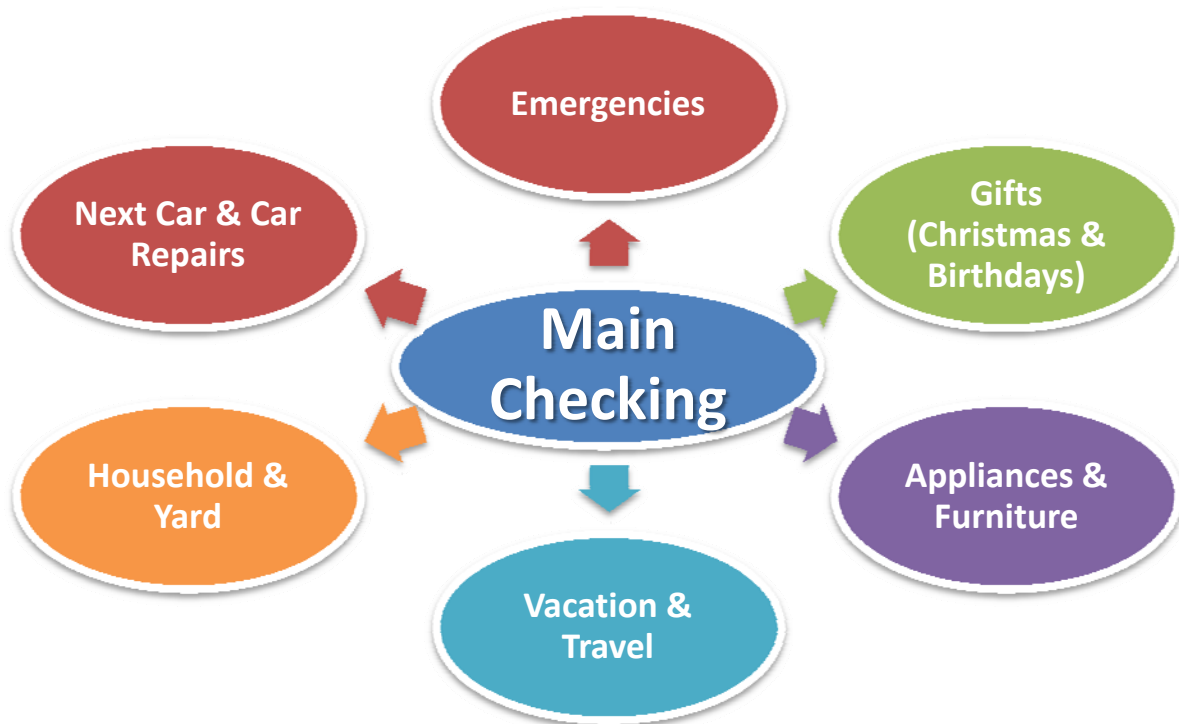 Emergencies
Gifts
(Christmas &
Birthdays)
Appliances &
Furniture
Vacation &
Travel
Household &
Yard
Next Car & Car
Repairs
Main
Checking